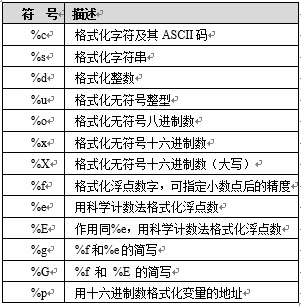 符 号 描述
%c 格式化字符及其 ASCII 码
%s 格式化字符串
%d 格式化整数
%u 格式化无符号整型
%o 格式化无符号八进制数
%x 格式化无符号十六进制数
%X 格式化无符号十六进制数（大写）
%f 格式化浮点数字，可指定小数点后的精度
%e 用科学计数法格式化浮点数
%E 作用同%e，用科学计数法格式化浮点数
%g %f和%e的简写
%G %f 和 %E 的简写
%p 用十六进制数格式化变量的地址